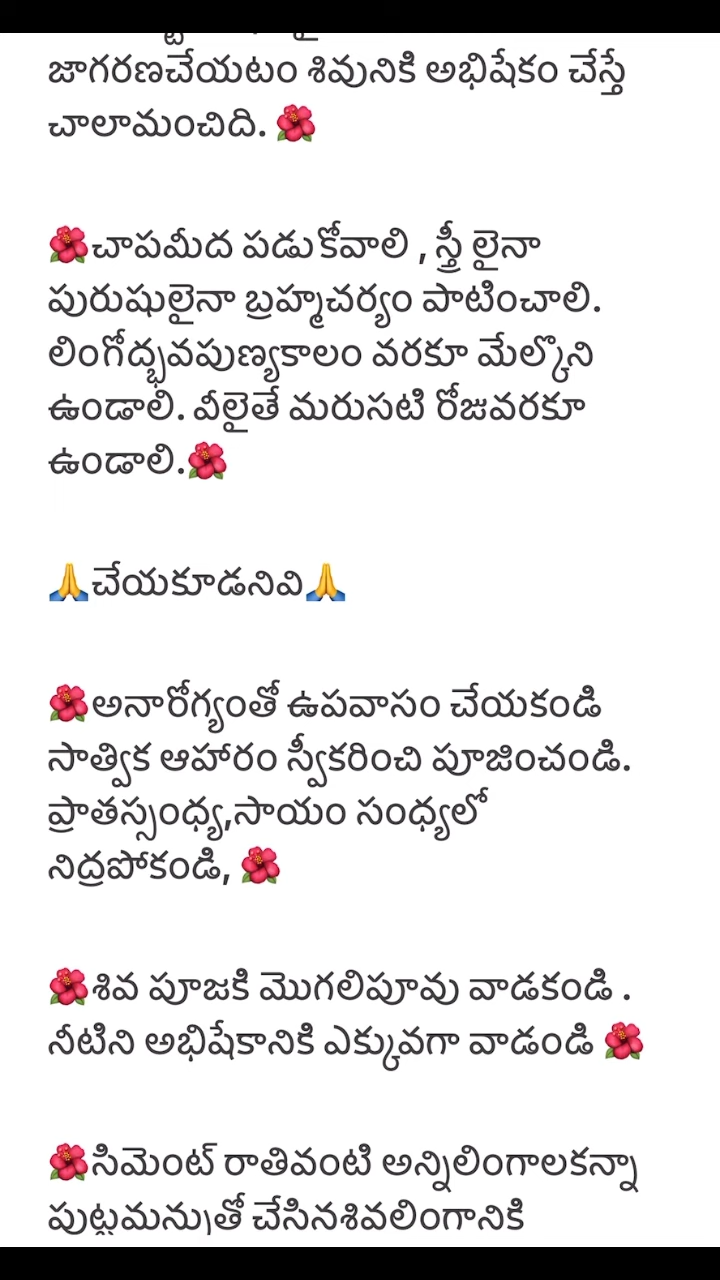 జాగరణచేయటం శివునికి అభిషేకం చేస్తే
చాలామంచిది. 🌺
🌺చాపమీద పడుకోవాలి , స్త్రీ లైనా
పురుషులైనా బ్రహ్మచర్యం పాటించాలి.
లింగోద్భవపుణ్యకాలం వరకూ మేల్కొని
ఉండాలి. వీలైతే మరుసటి రోజువరకూ
ఉండాలి.🌺
🙏చేయకూడనివి🙏
🌺అనారోగ్యంతో ఉపవాసం చేయకండి
సాత్విక ఆహారం స్వీకరించి పూజించండి.
ప్రాతస్సంధ్య,సాయం సంధ్యలో
నిద్రపోకండి, 🌺
🌺శివ పూజకి మొగలిపూవు వాడకండి .
నీటిని అభిషేకానికి ఎక్కువగా వాడండి 🌺
🌺సిమెంట్ రాతివంటి అన్నిలింగాలకన్నా
పుట్టమన్నుతో చేసినశివలింగానికి